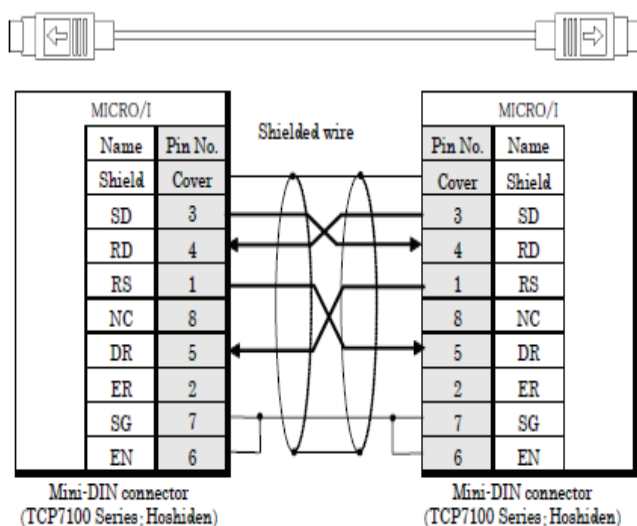 MICRO/I MICRO/I
Shielded wire
Name Pin No. Pin No. Name
Shield Cover Cover Shield
SD 3 3 SD
RD 4 4 RD
RS 1 1 RS
NC 8 8 NC
DR 5 5 DR
ER 2 2 ER
SG 7 7 SG
EN 6 6 EN
Mini-DIN connector Mini-DIN connector
(TCP7100 Series; Hoshiden) (TCP7100 Series; Hoshiden)